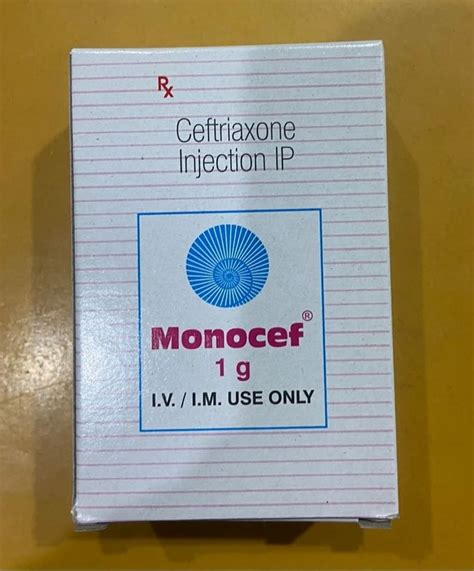 Rx
Ceftriaxone
Injection IP
Monocef®
1 g
I.V. / I.M. USE ONLY